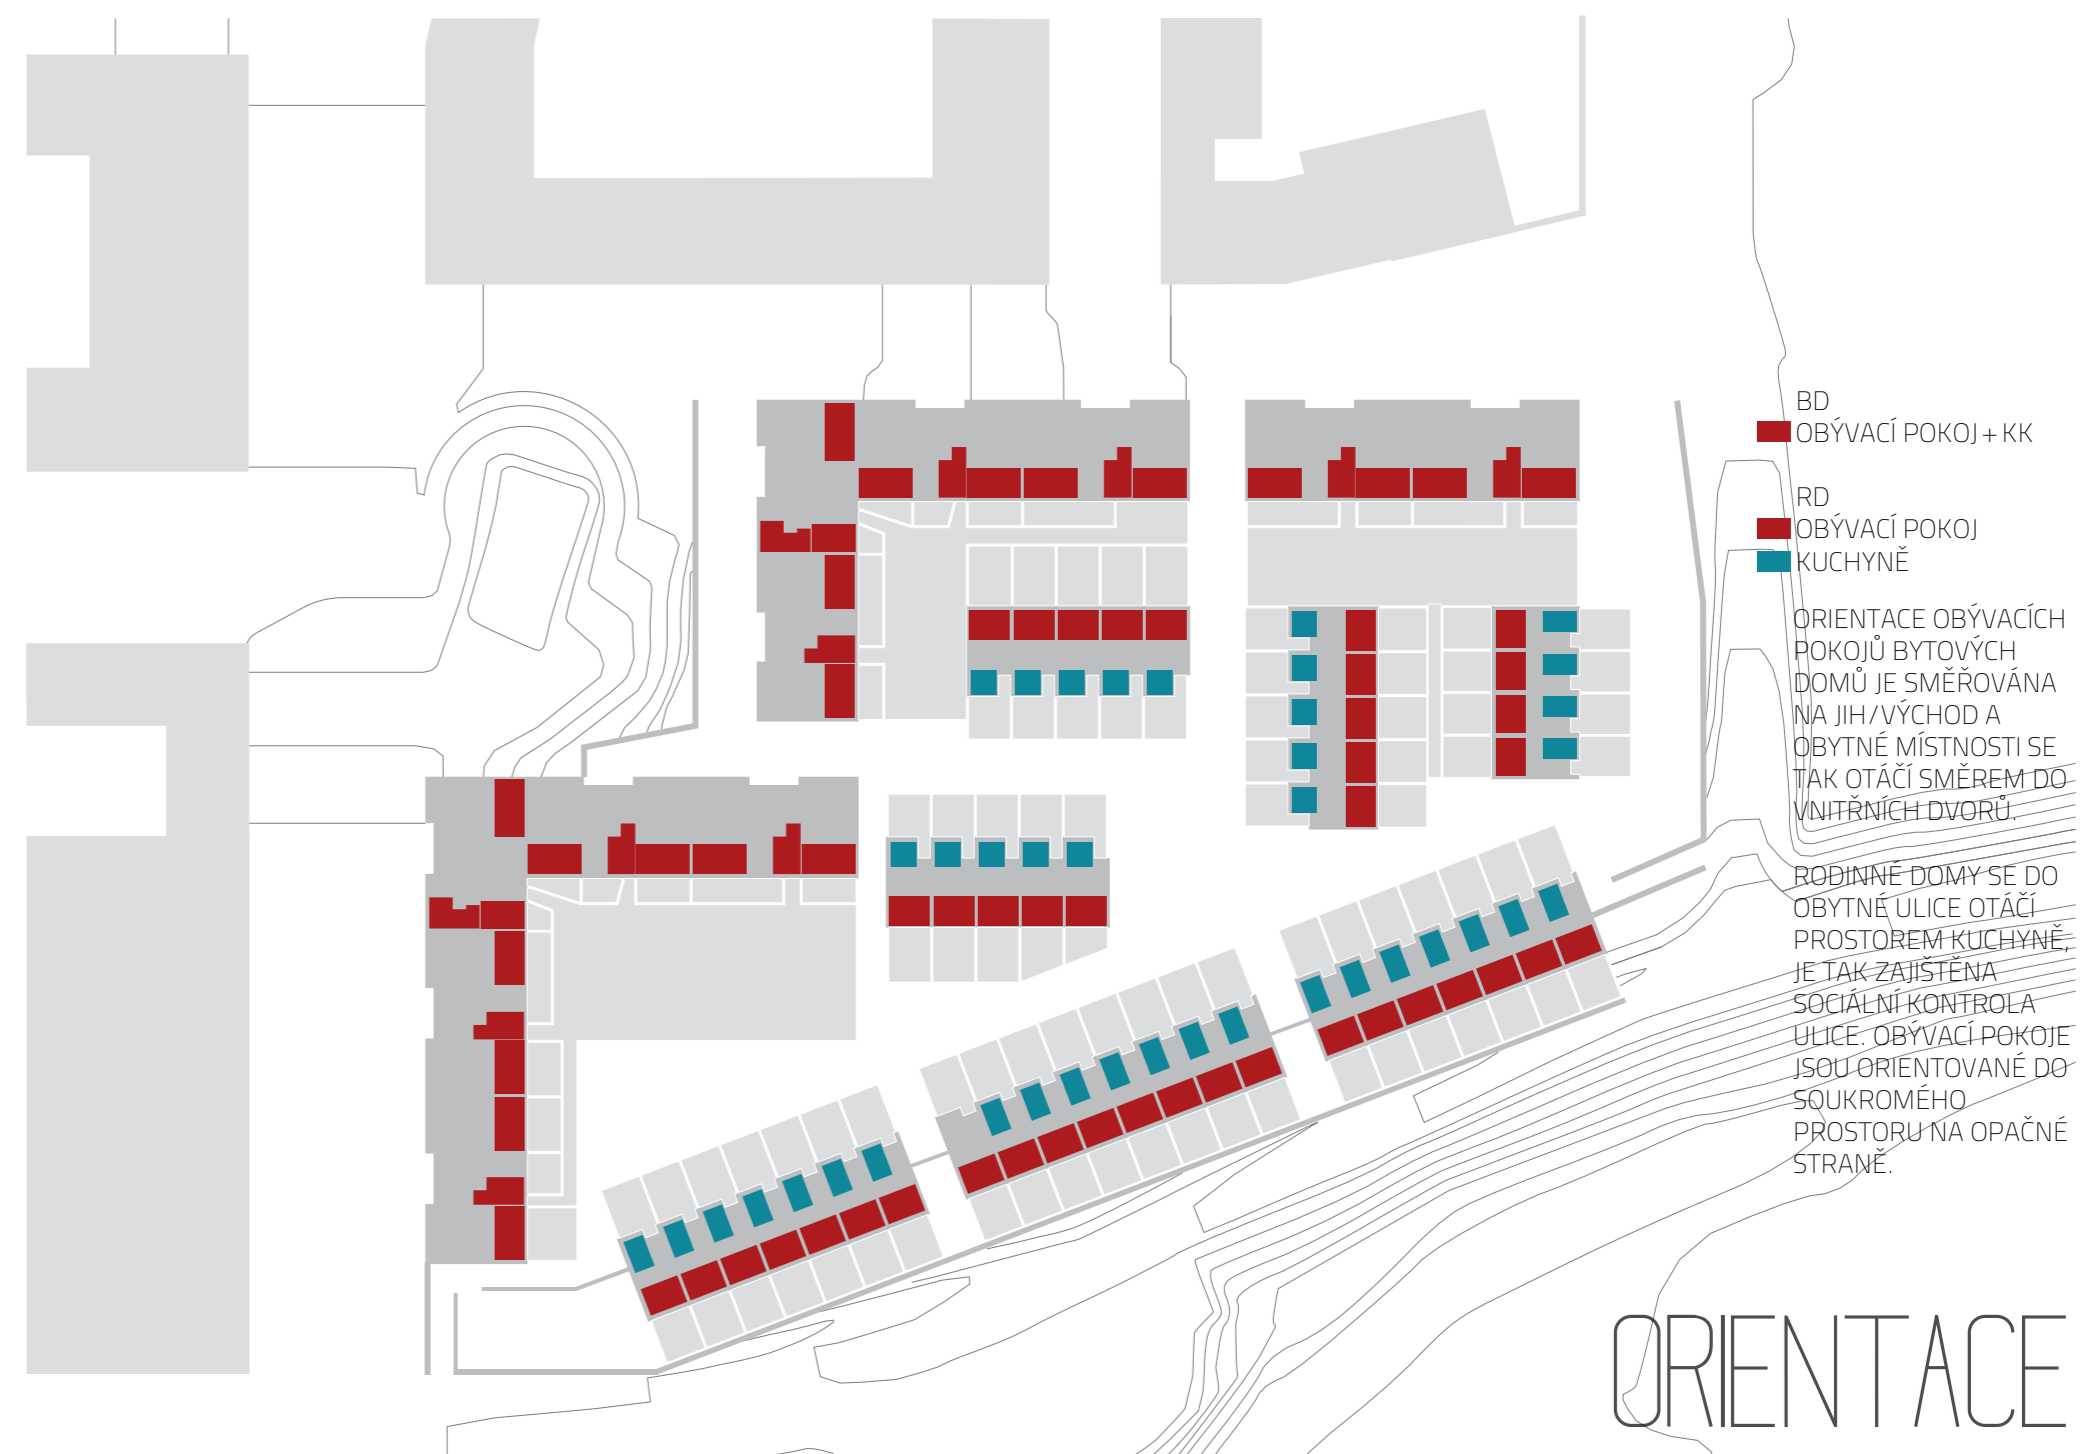 BD
OBÝVACÍ POKOJ + KK
RD
OBÝVACÍ POKOJ
KUCHYNĚ
ORIENTACE OBÝVACÍCH
POKOJŮ BYTOVÝCH
DOMŮ JE SMĚŘOVÁNA
NA JIH/VÝCHOD A
OBYTNÉ MÍSTNOSTI SE
TAK OTÁČÍ SMĚREM DO
VNITŘNÍCH DVORŮ.
RODINNÉ DOMY SE DO
OBYTNÉ ULICE OTÁČÍ
PROSTOREM KUCHYNĚ,
JE TAK ZAJIŠTĚNA
SOCIÁLNÍ KONTROLA
ULICE. OBÝVACÍ POKOJE
JSOU ORIENTOVANÉ DO
SOUKROMÉHO
PROSTORU NA OPAČNÉ
STRANĚ.
ORIENTACE